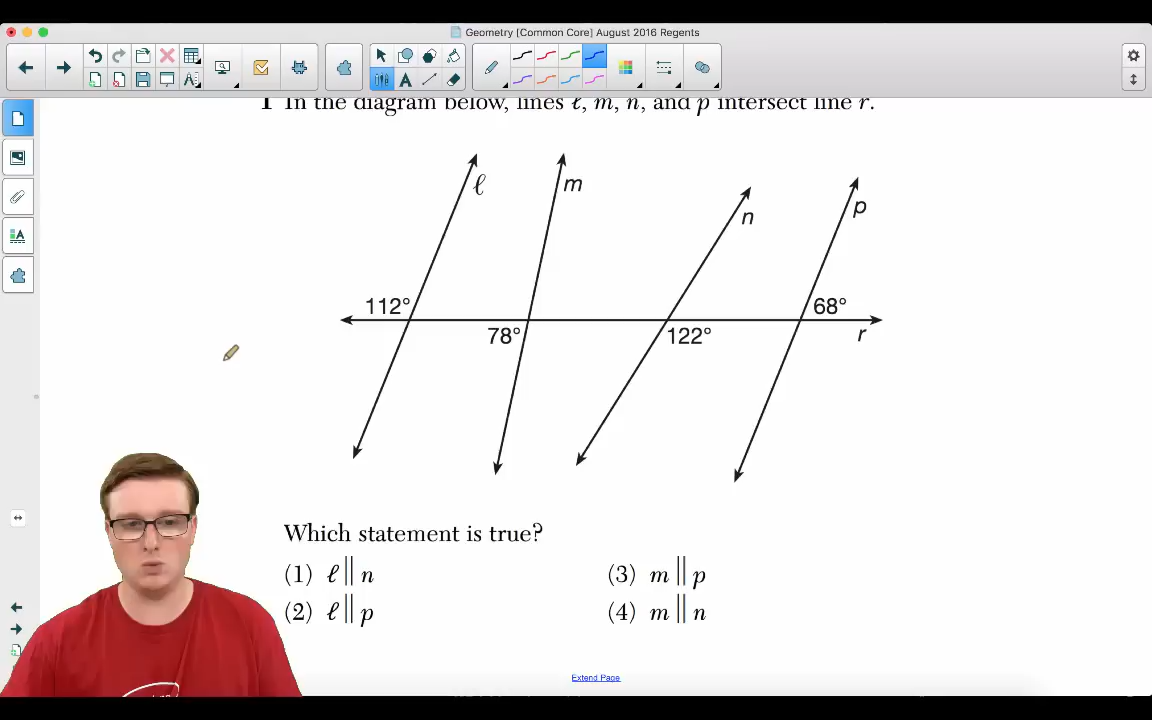 Geometry [Common Core] August 2016 Regents
1 In the diagram below, lines ℓ, m, n, and p intersect line r.
ℓ
m
n
p
112°
68°
78°
122°
r
Which statement is true?
(1) ℓ || n
(3) m || p
(2) ℓ || p
(4) m || n
Extend Page